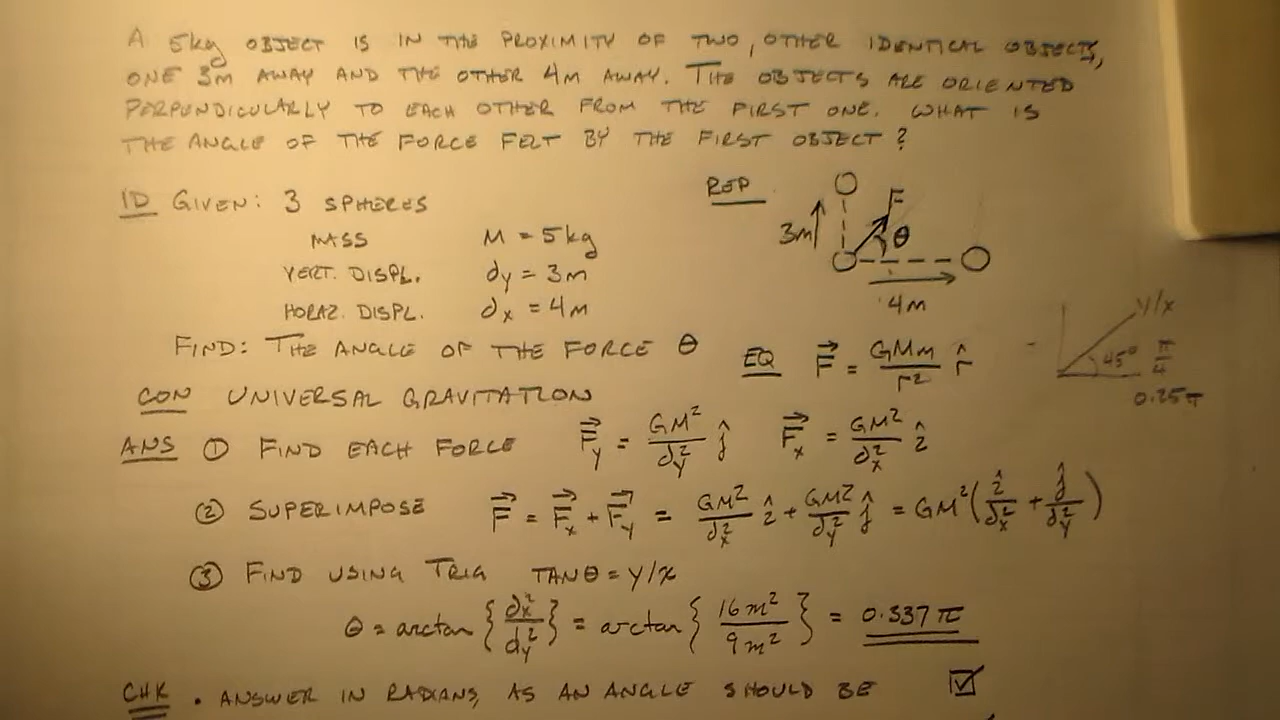 A 5kg OBJECT IS IN THE PROXIMITY OF TWO, OTHER IDENTICAL OBJECTS,
ONE 3m AWAY AND THE OTHER 4m AWAY. THE OBJECTS ARE ORIENTED
PERPENDICULARLY TO EACH OTHER FROM THE FIRST ONE. WHAT IS
THE ANGLE OF THE FORCE FELT BY THE FIRST OBJECT?
ID GIVEN: 3 SPHERES
MASS M = 5kg
VERT. DISPL. dy = 3m
HORAZ. DISPL. dx = 4m
FIND: THE ANGLE OF THE FORCE θ
REP
F
3m θ
4m
y/x
45° π/4
0.25π
EQ F⃗ = GMm/r² r̂
CON UNIVERSAL GRAVITATION
ANS ① FIND EACH FORCE F⃗y = GM²/dy² ĵ F⃗x = GM²/dx² î
② SUPERIMPOSE F⃗ = F⃗x + F⃗y = GM²/dx² î + GM²/dy² ĵ = GM²(î/dx² + ĵ/dy²)
③ FIND USING TRIG TANθ = Y/X
θ = arctan{dx²/dy²} = arctan{16m²/9m²} = 0.337π
CHK • ANSWER IN RADIANS, AS AN ANGLE SHOULD BE ☑